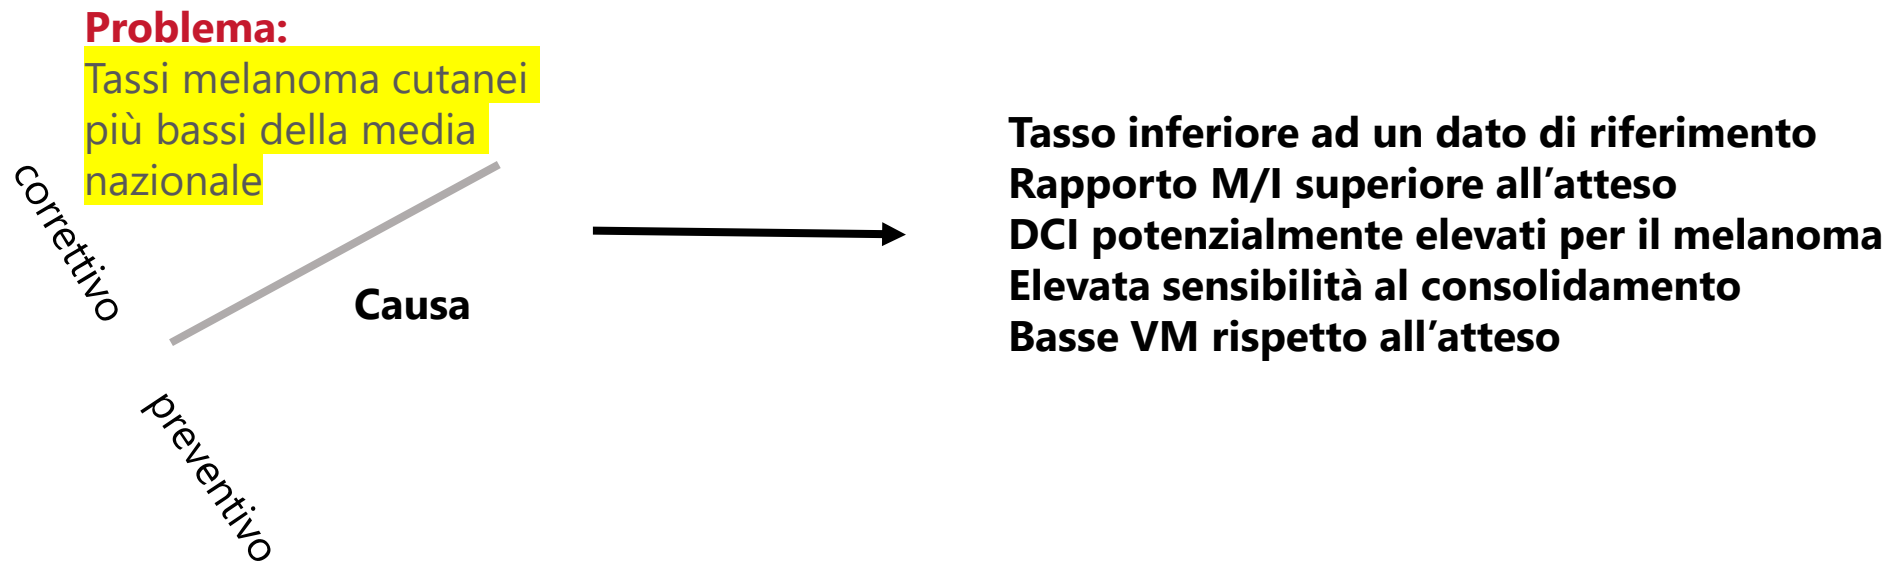 Problema:
Tassi melanoma cutanei
più bassi della media
nazionale
correttivo
Causa
preventivo
Tasso inferiore ad un dato di riferimento
Rapporto M/I superiore all’atteso
DCI potenzialmente elevati per il melanoma
Elevata sensibilità al consolidamento
Basse VM rispetto all’atteso